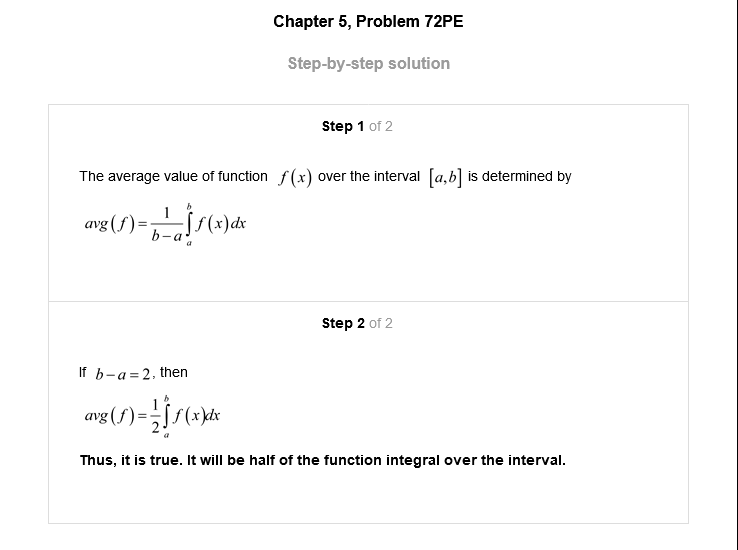 Chapter 5, Problem 72PE
Step-by-step solution
Step 1 of 2
The average value of function f(x) over the interval [a,b] is determined by
avg(f)=\frac{1}{b-a}\int_{a}^{b} f(x)dx
Step 2 of 2
If b-a=2, then
avg(f)=\frac{1}{2}\int_{a}^{b} f(x)dx
Thus, it is true. It will be half of the function integral over the interval.